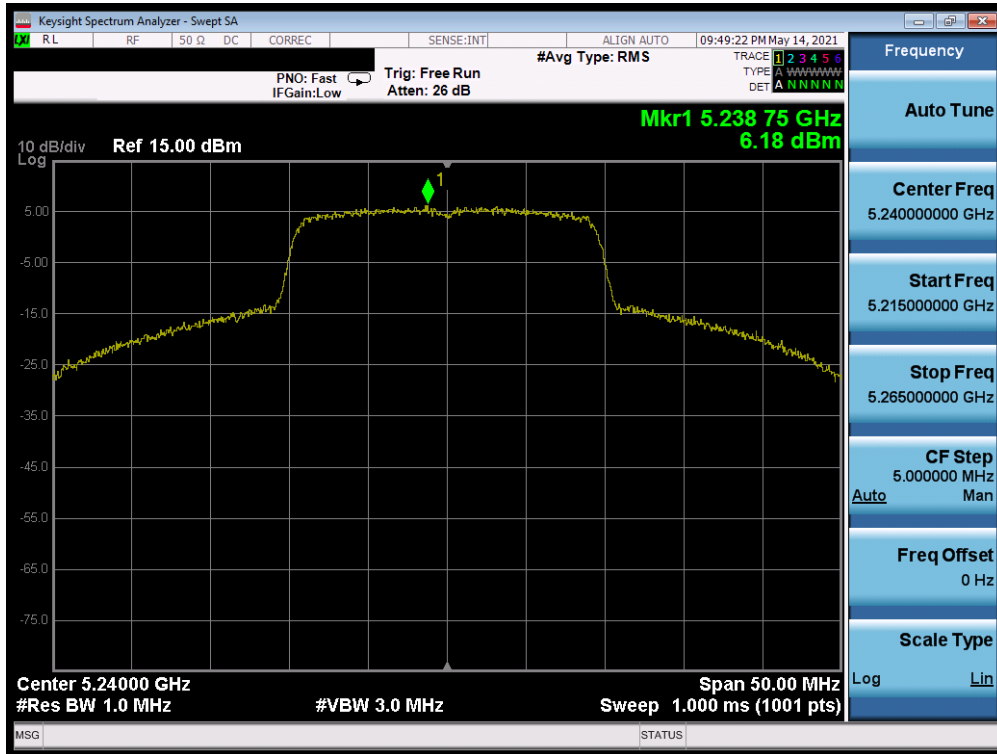 Keysight Spectrum Analyzer - Swept SA
LXI RL RF 50 Ω DC CORREC SENSE:INT ALIGN AUTO 09:49:22 PM May 14, 2021
#Avg Type: RMS
TRACE 1 2 3 4 5 6
PNO: Fast Trig: Free Run
TYPE A WWWWW
IFGain:Low Atten: 26 dB
DET A N N N N N
Mkr1 5.238 75 GHz
6.18 dBm
10 dB/div Ref 15.00 dBm
Log
1
5.00
-5.00
-15.0
-25.0
-35.0
-45.0
-55.0
-65.0
-75.0
Center 5.24000 GHz Span 50.00 MHz
#Res BW 1.0 MHz #VBW 3.0 MHz Sweep 1.000 ms (1001 pts)
MSG STATUS
Frequency
Auto Tune
Center Freq
5.240000000 GHz
Start Freq
5.215000000 GHz
Stop Freq
5.265000000 GHz
CF Step
5.000000 MHz
Auto Man
Freq Offset
0 Hz
Scale Type
Log Lin